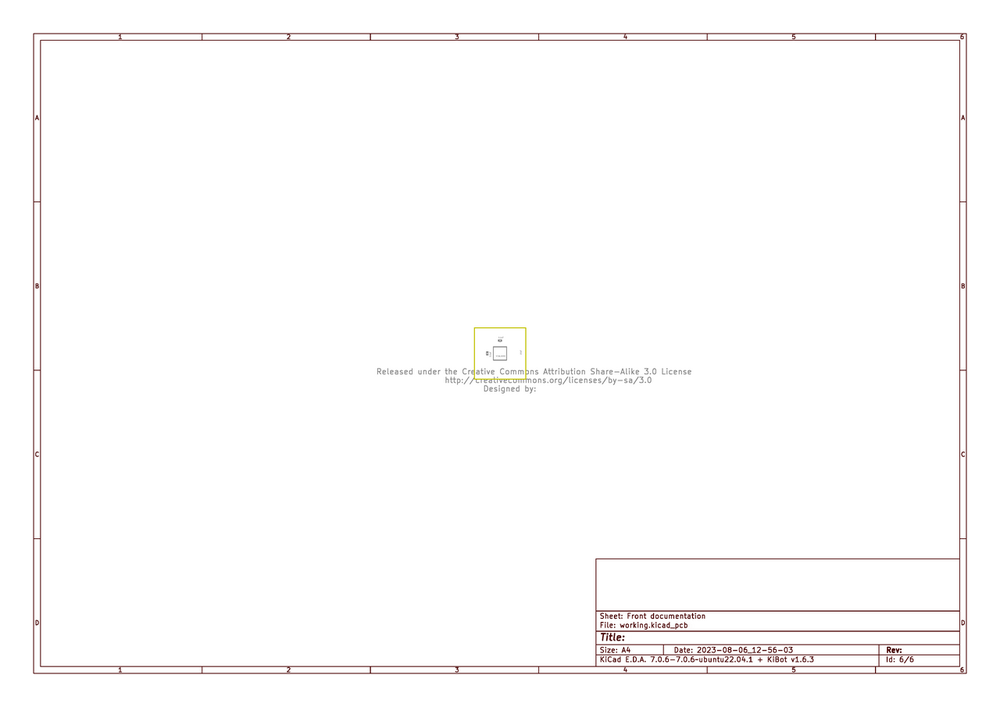 1 2 3 4 5 6
A A
B B
Released under the Creative Commons Attribution Share-Alike 3.0 License
http://creativecommons.org/licenses/by-sa/3.0
Designed by:
C C
Sheet: Front documentation
File: working.kicad_pcb
D D
Title:
Size: A4 Date: 2023-08-06_12-56-03 Rev:
KiCad E.D.A. 7.0.6-7.0.6~ubuntu22.04.1 + KiBot v1.6.3 Id: 6/6
1 2 3 4 5 6